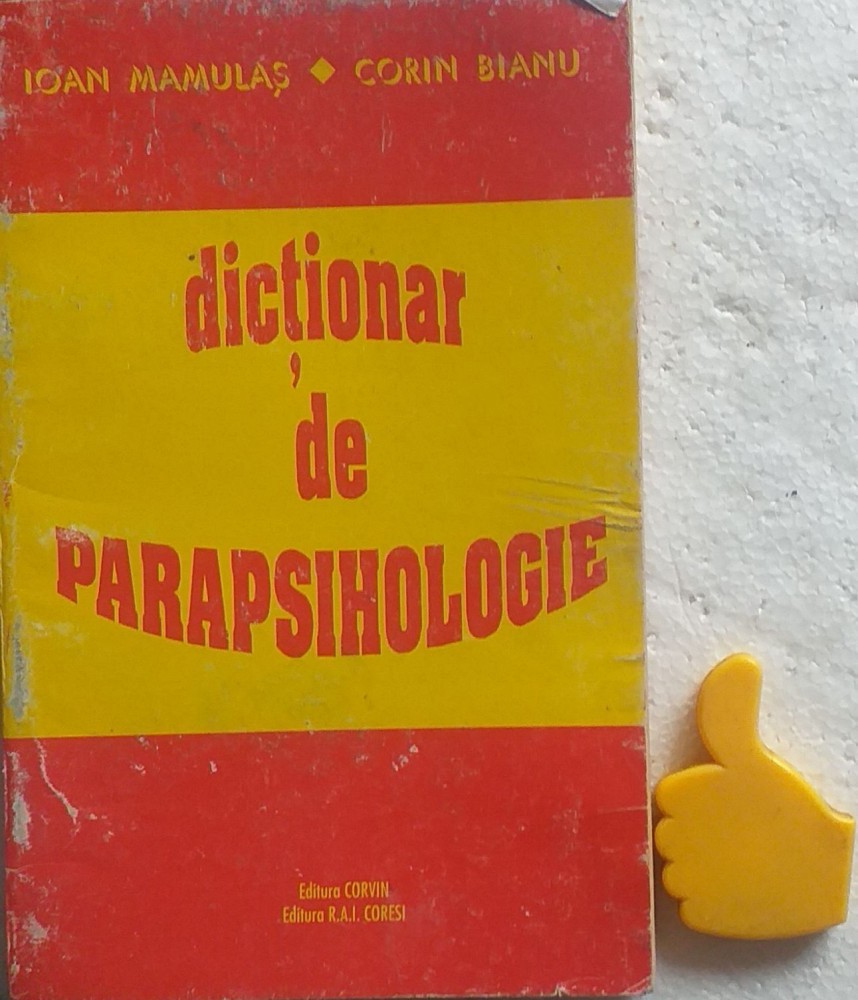 IOAN MAMULAȘ ◆ CORIN BIANU
dicționar
de
PARAPSIHOLOGIE
Editura CORVIN
Editura R.A.I. CORESI